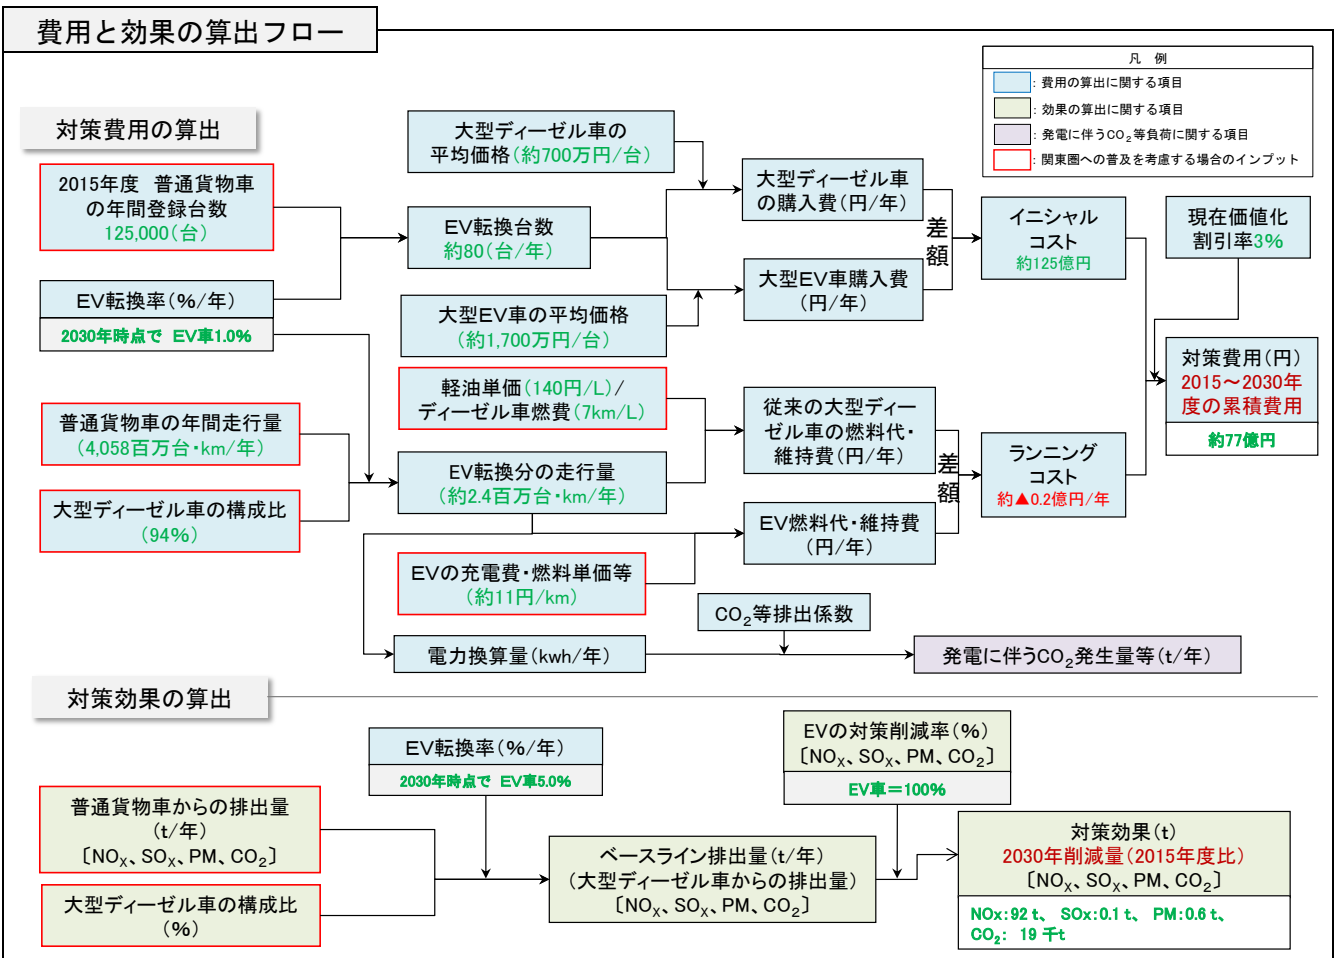 費用と効果の算出フロー
凡 例
：費用の算出に関する項目
：効果の算出に関する項目
：発電に伴うCO₂等負荷に関する項目
：関東圏への普及を考慮する場合のインプット
対策費用の算出
2015年度 普通貨物車
の年間登録台数
125,000(台)
EV転換率(%/年)
2030年時点で EV車1.0%
普通貨物車の年間走行量
(4,058百万台・km/年)
大型ディーゼル車の構成比
(94%)
大型ディーゼル車の
平均価格(約700万円/台)
EV転換台数
約80(台/年)
大型EV車の平均価格
(約1,700万円/台)
軽油単価(140円/L)/
ディーゼル車燃費(7km/L)
EV転換分の走行量
(約2.4百万台・km/年)
EVの充電費・燃料単価等
(約11円/km)
電力換算量(kwh/年)
大型ディーゼル車
の購入費(円/年)
大型EV車購入費
(円/年)
差額
従来の大型ディー
ゼル車の燃料代・
維持費(円/年)
EV燃料代・維持費
(円/年)
差額
CO₂等排出係数
発電に伴うCO₂発生量等(t/年)
イニシャル
コスト
約125億円
ランニング
コスト
約▲0.2億円/年
現在価値化
割引率3%
対策費用(円)
2015～2030年
度の累積費用
約77億円
対策効果の算出
EV転換率(%/年)
2030年時点で EV車5.0%
普通貨物車からの排出量
(t/年)
〔NOX、SOX、PM、CO₂〕
大型ディーゼル車の構成比
(%)
ベースライン排出量(t/年)
(大型ディーゼル車からの排出量)
〔NOX、SOX、PM、CO₂〕
EVの対策削減率(%)
〔NOX、SOX、PM、CO₂〕
EV車＝100%
対策効果(t)
2030年削減量(2015年度比)
〔NOX、SOX、PM、CO₂〕
NOx:92 t、 SOx:0.1 t、 PM:0.6 t、
CO₂: 19 千t